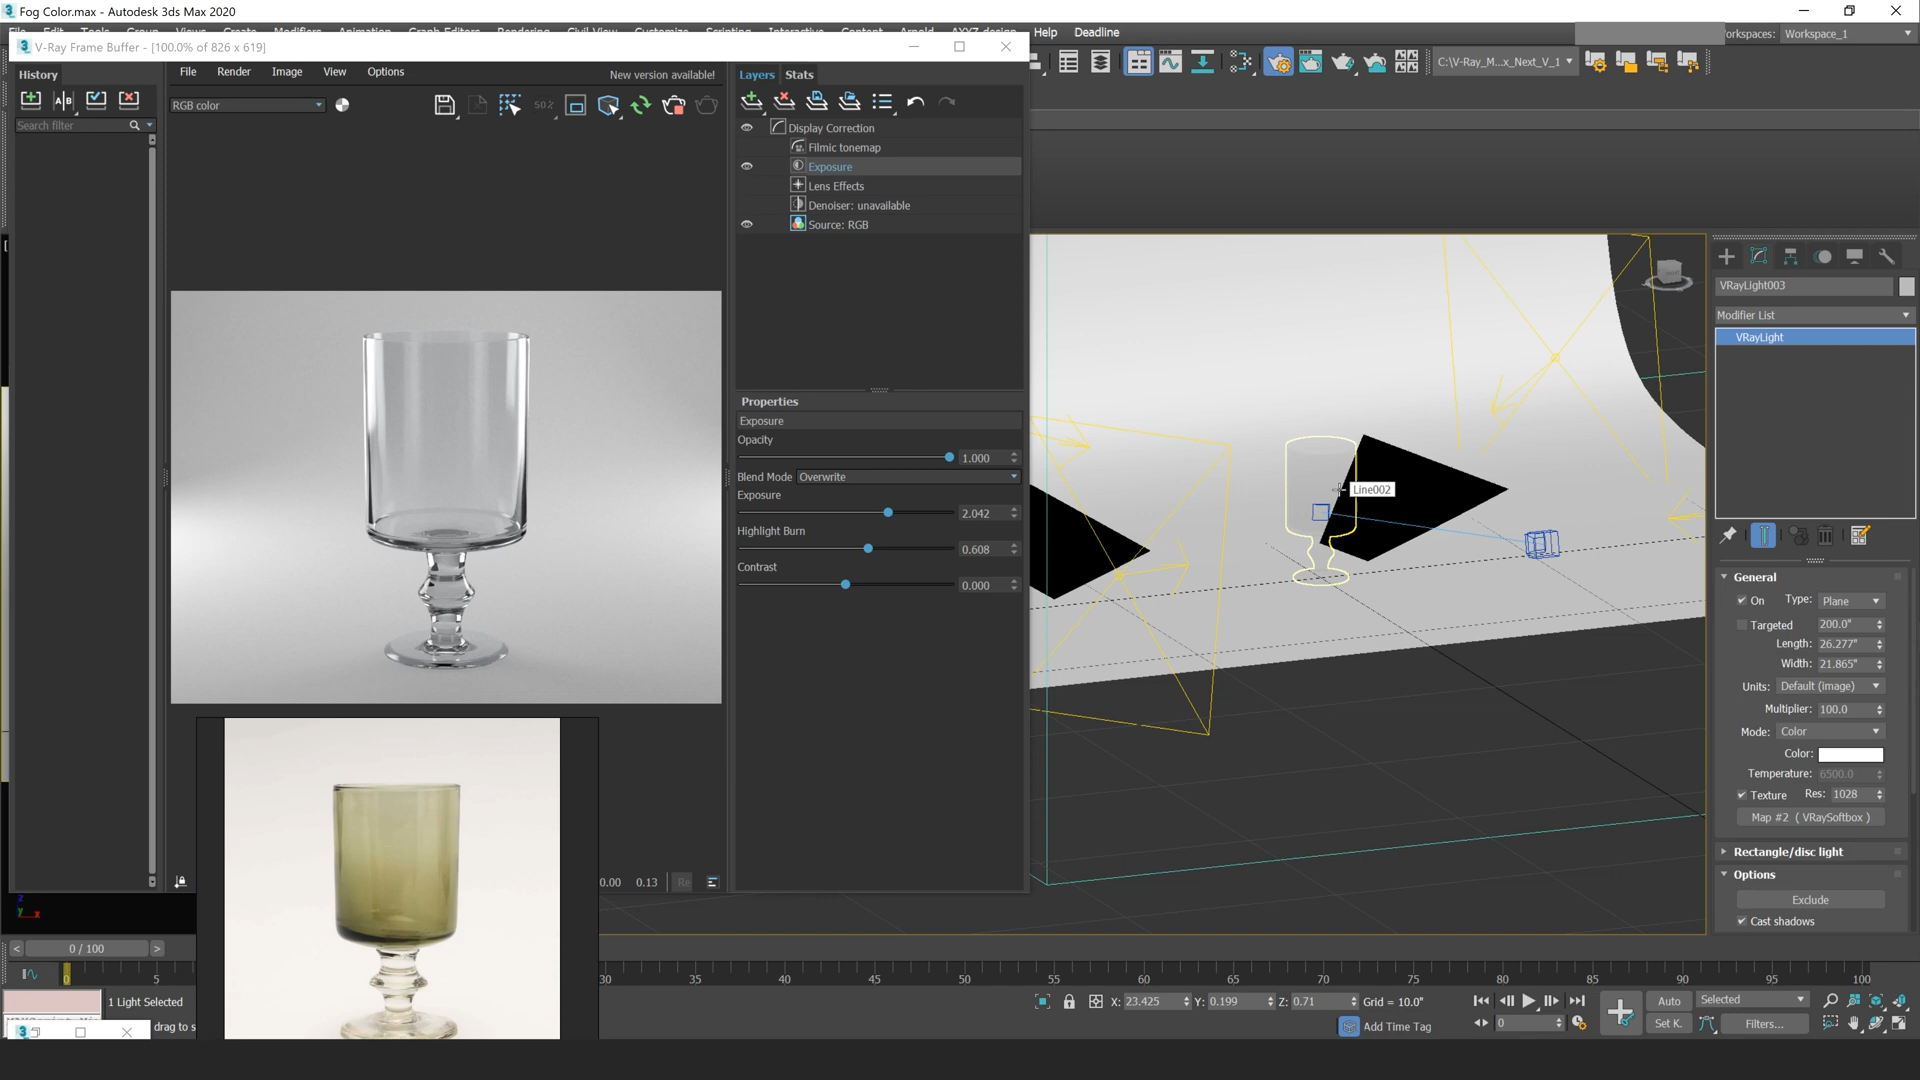 Fog Color.max - Autodesk 3ds Max 2020
Help
Deadline
V-Ray Frame Buffer - [100.0% of 826 x 619]
Workspace_1
C:\V-Ray_M...x_Next_V_1
History
Search filter
File
Render
Image
View
Options
New version available!
RGB color
50%
Layers
Stats
Display Correction
Filmic tonemap
Exposure
Lens Effects
Denoiser: unavailable
Source: RGB
Properties
Exposure
Opacity
1.000
Blend Mode
Overwrite
Exposure
2.042
Highlight Burn
0.608
Contrast
0.000
0.00
0.13
Re
Line002
VRayLight003
Modifier List
VRayLight
General
On
Type:
Plane
Targeted
200.0"
Length:
26.277"
Width:
21.865"
Units:
Default (image)
Multiplier:
100.0
Mode:
Color
Color:
Temperature:
6500.0
Texture
Res:
1028
Map #2 ( VRaySoftbox )
Rectangle/disc light
Options
Exclude
Cast shadows
z
y
x
0 / 100
0
5
30
35
40
45
50
55
60
65
70
75
80
85
90
95
100
1 Light Selected
drag to s
X:
23.425
Y:
0.199
Z:
0.71
Grid = 10.0"
Add Time Tag
Auto
Selected
0
Set K.
Filters...